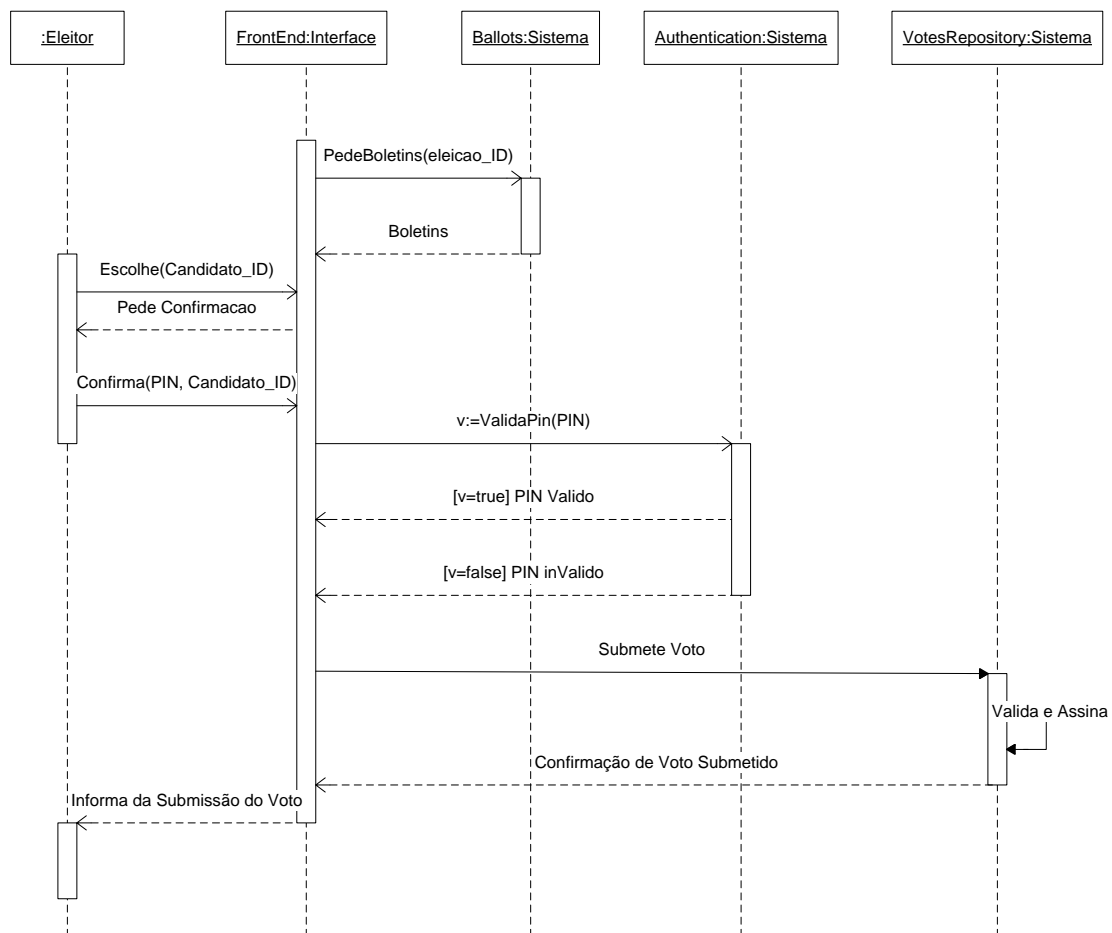 :Eleitor
FrontEnd:Interface
Ballots:Sistema
Authentication:Sistema
VotesRepository:Sistema
PedeBoletins(eleicao_ID)
Boletins
Escolhe(Candidato_ID)
Pede Confirmacao
Confirma(PIN, Candidato_ID)
v:=ValidaPin(PIN)
[v=true] PIN Valido
[v=false] PIN inValido
Submete Voto
Valida e Assina
Confirmação de Voto Submetido
Informa da Submissão do Voto